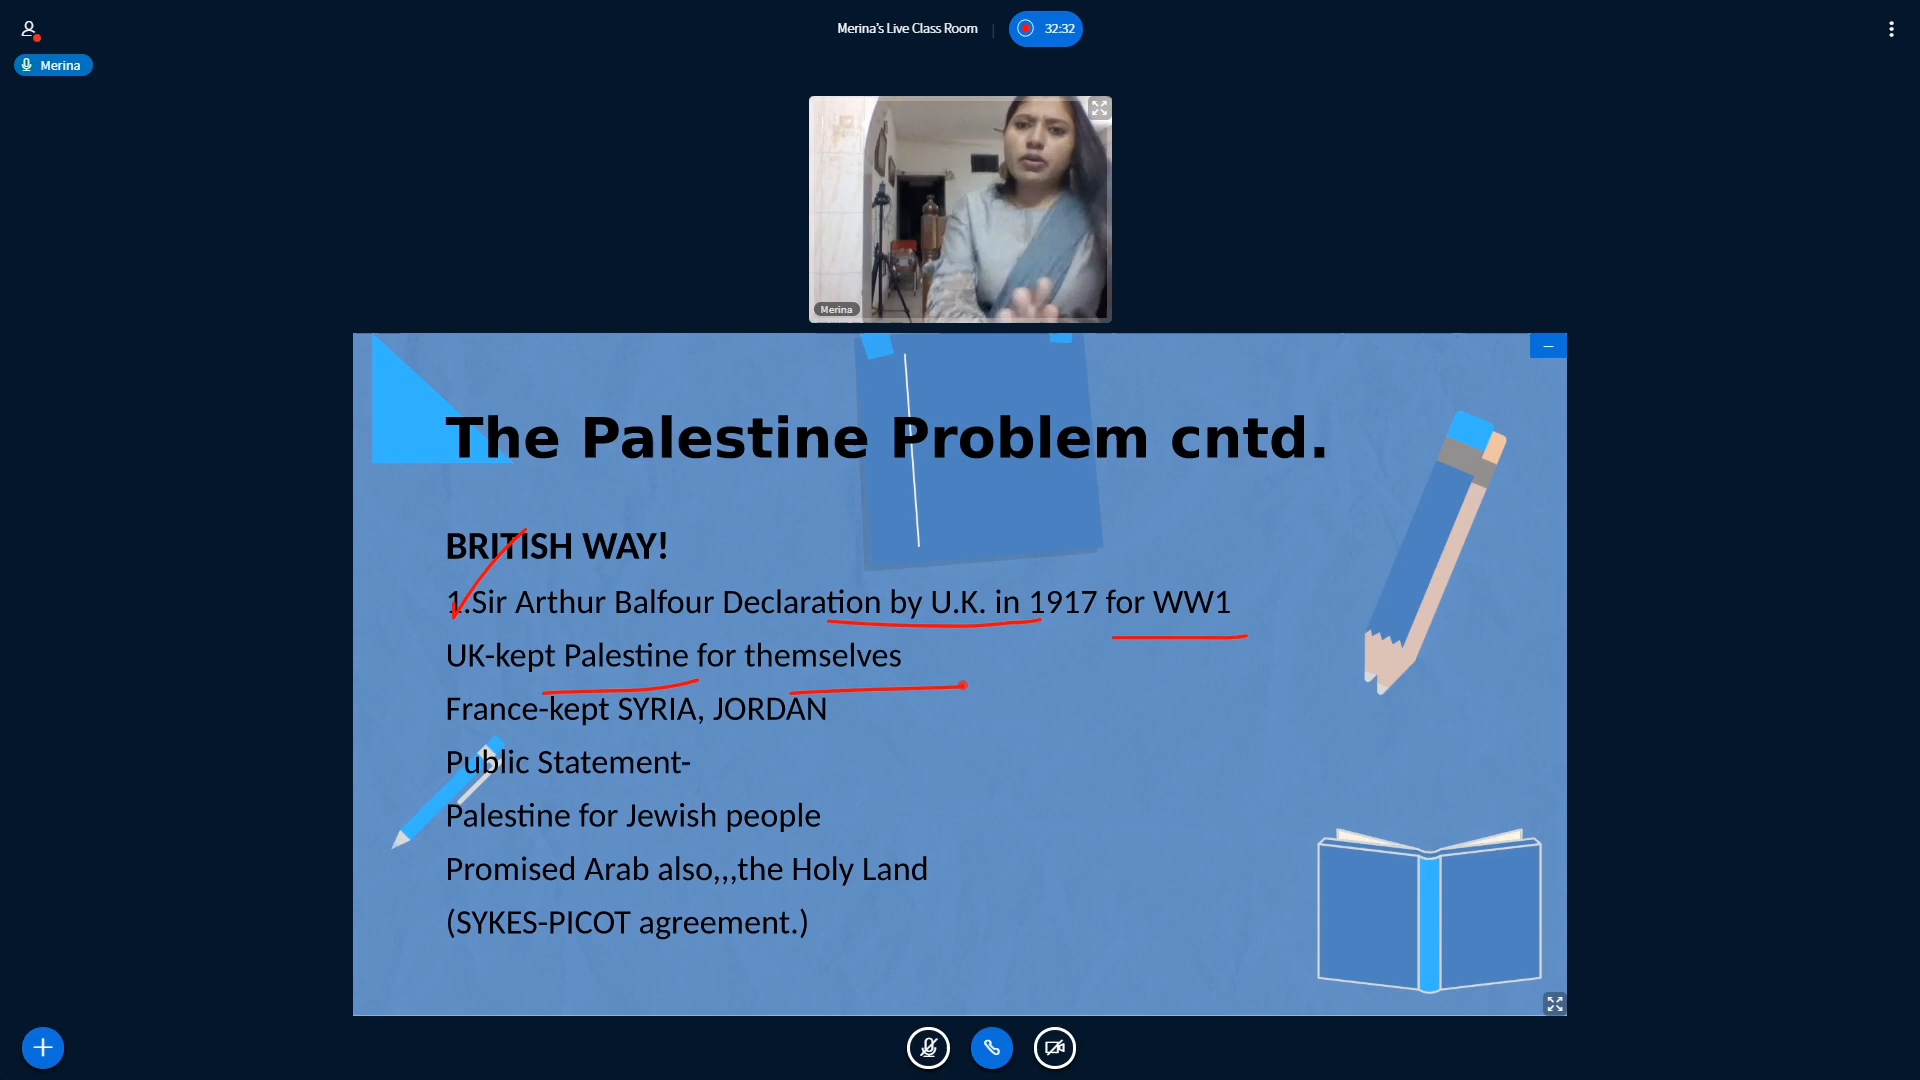 Merina's Live Class Room
32:32
Merina
Merina
The Palestine Problem cntd.
BRITISH WAY!
1.Sir Arthur Balfour Declaration by U.K. in 1917 for WW1
UK-kept Palestine for themselves
France-kept SYRIA, JORDAN
Public Statement-
Palestine for Jewish people
Promised Arab also,,,the Holy Land
(SYKES-PICOT agreement.)